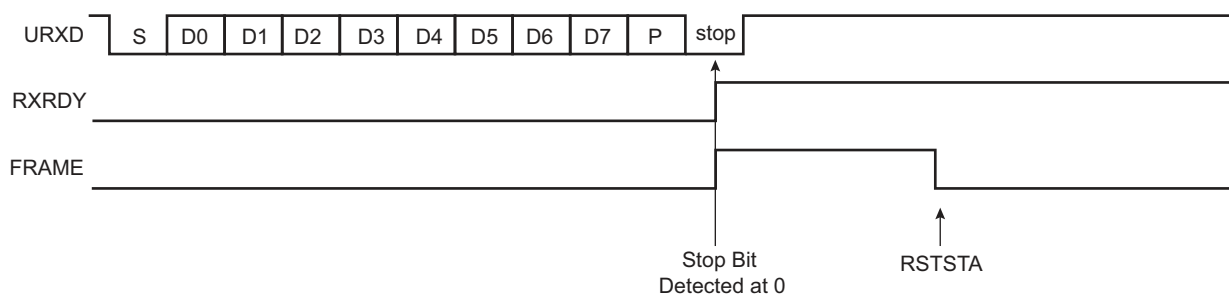 URXD S D0 D1 D2 D3 D4 D5 D6 D7 P stop
RXRDY
FRAME
Stop Bit
Detected at 0
RSTSTA